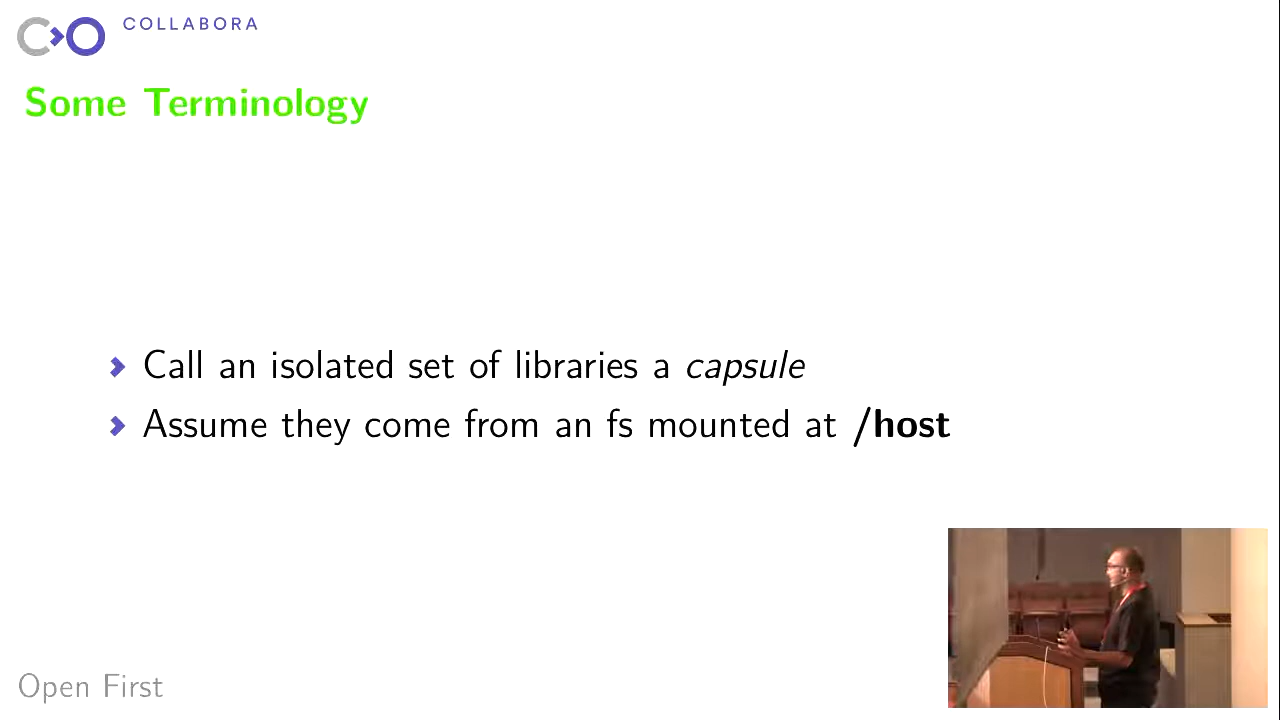 COLLABORA
Some Terminology
Call an isolated set of libraries a capsule
Assume they come from an fs mounted at /host
Open First